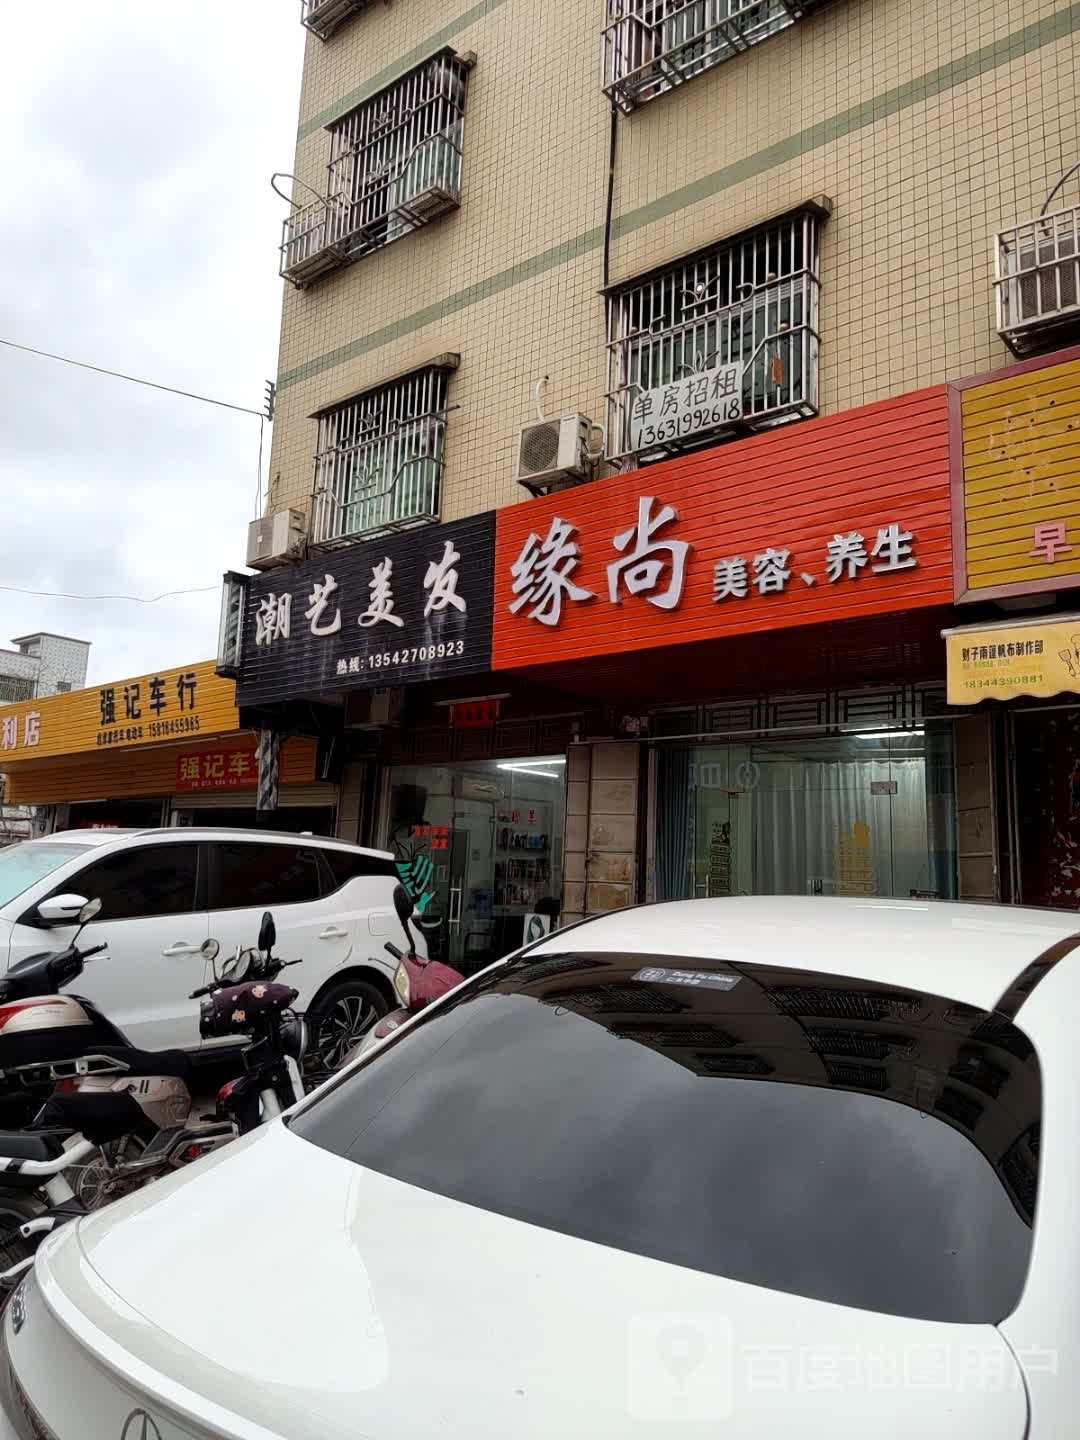 单房招租
13631992618
缘尚 美容、养生
潮艺美发
热线: 13542708923
早
财子雨蓬帆布制作部
18344390881
强记车行
15816455965
利店
强记车行
百度地图用户